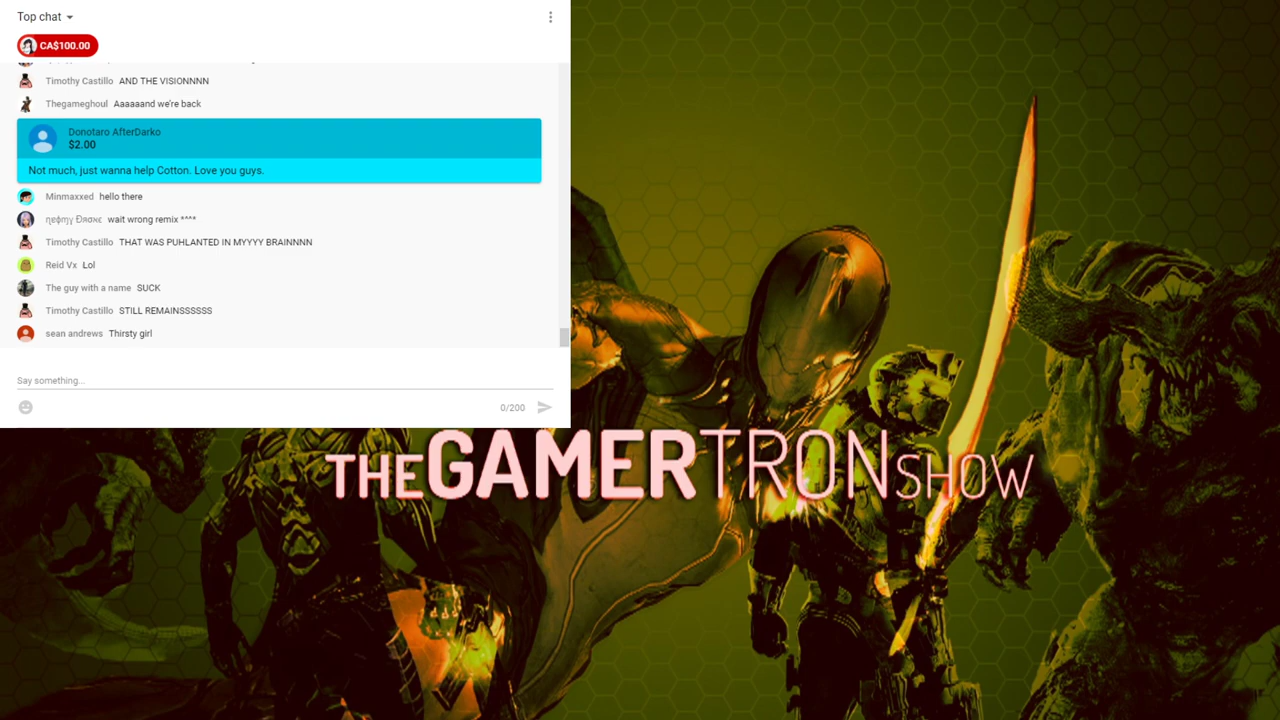 Top chat
CA$100.00
Timothy Castillo AND THE VISIONNNN
Thegameghoul Aaaaaand we're back
Donotaro AfterDarko
$2.00
Not much, just wanna help Cotton. Love you guys.
Minmaxxed hello there
wait wrong remix ^^^^
Timothy Castillo THAT WAS PUHLANTED IN MYYYY BRAINNNN
Reid Vx Lol
The guy with a name SUCK
Timothy Castillo STILL REMAINSSSSSS
sean andrews Thirsty girl
Say something...
0/200
THEGAMERTRONSHOW